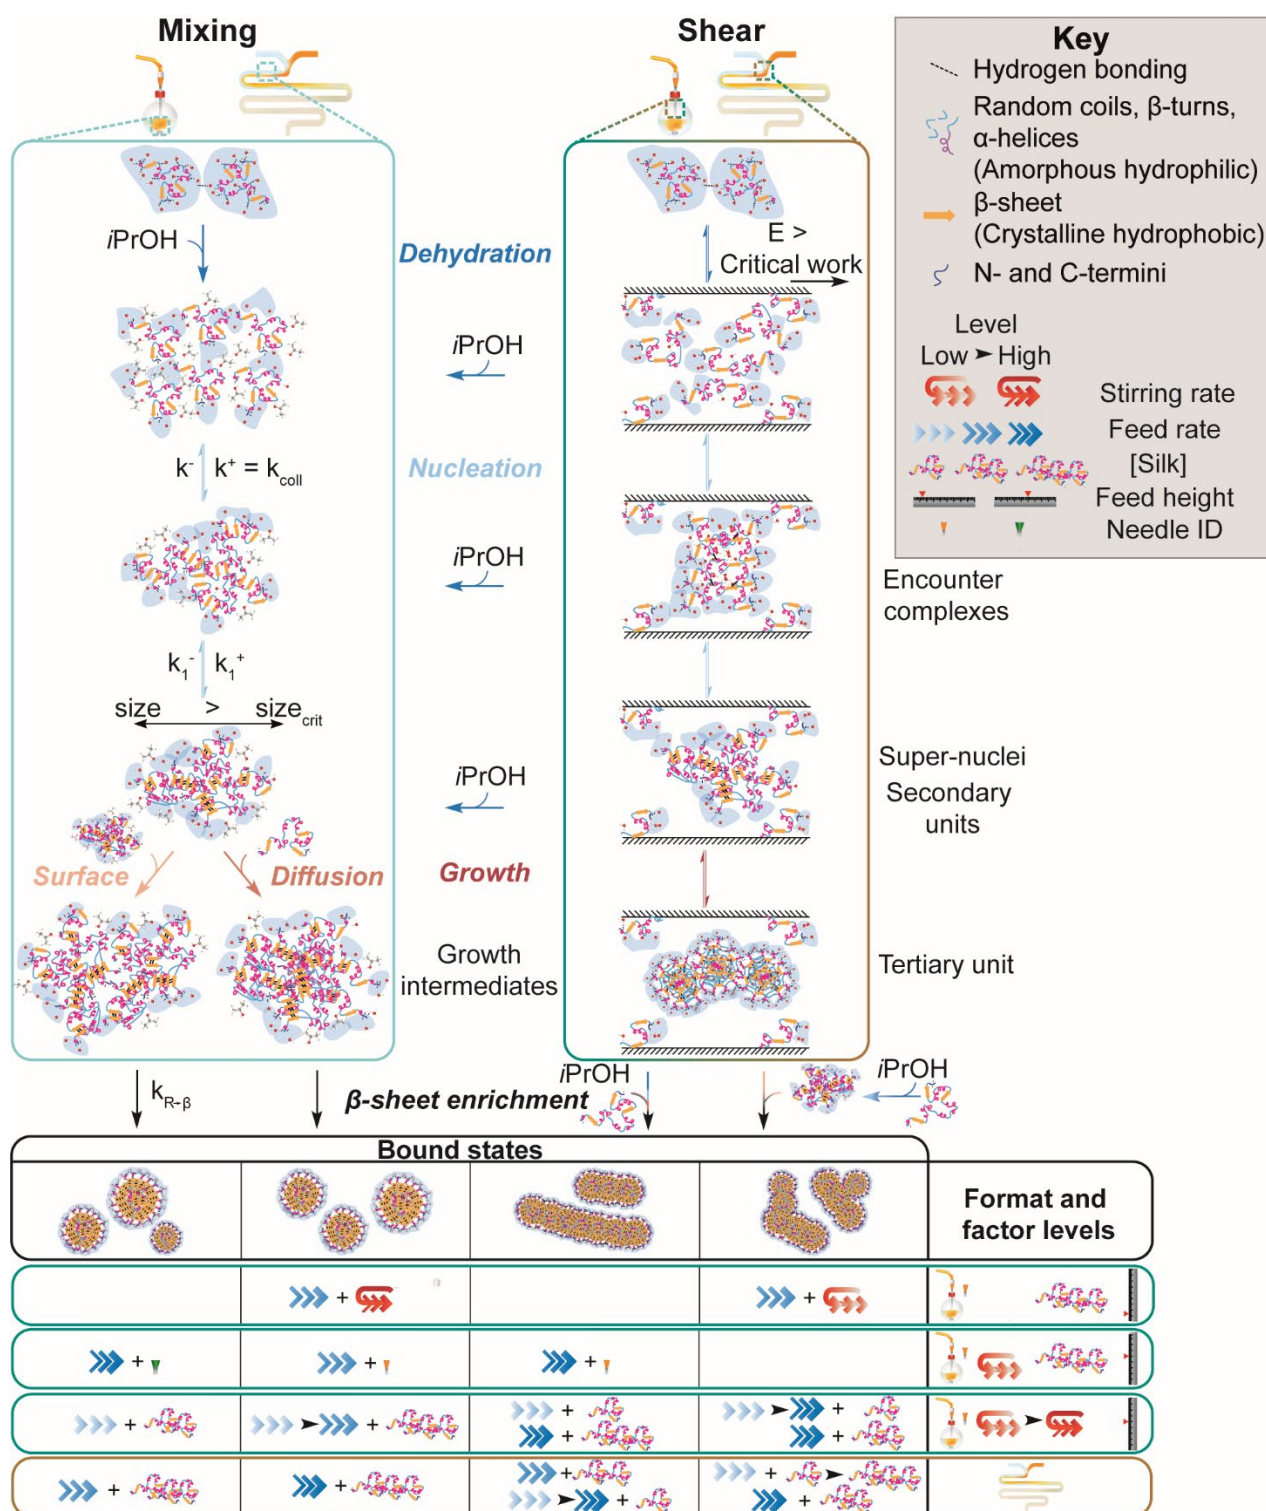 Mixing
Shear
Key
Hydrogen bonding
Random coils, β-turns,
α-helices
(Amorphous hydrophilic)
β-sheet
(Crystalline hydrophobic)
N- and C-termini
Level
Low ➤ High
Stirring rate
Feed rate
[Silk]
Feed height
Needle ID
iPrOH
Dehydration
E >
Critical work
iPrOH
k⁻ k⁺ = k_coll
Nucleation
iPrOH
Encounter
complexes
k₁⁻ k₁⁺
size > size_crit
iPrOH
Super-nuclei
Secondary
units
Surface
Diffusion
Growth
Growth
intermediates
Tertiary unit
k_R→β
β-sheet enrichment
iPrOH
iPrOH
Bound states
Format and
factor levels
+ +
+ + +
+ + + +
+ +
+ + + +
+ +